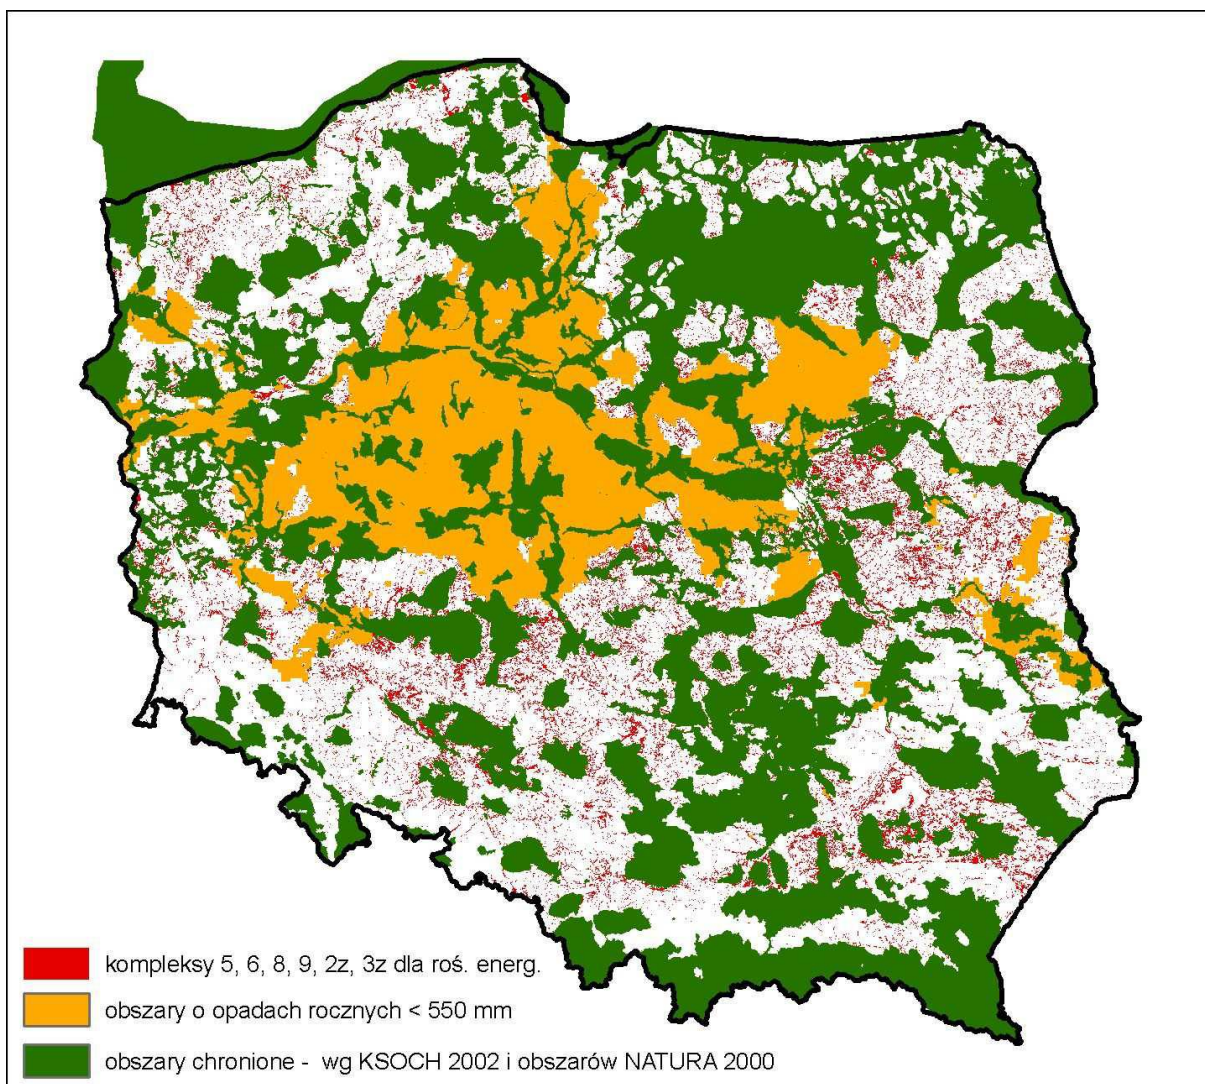 kompleksy 5, 6, 8, 9, 2z, 3z dla roś. energ.
obszary o opadach rocznych < 550 mm
obszary chronione - wg KSOCH 2002 i obszarów NATURA 2000